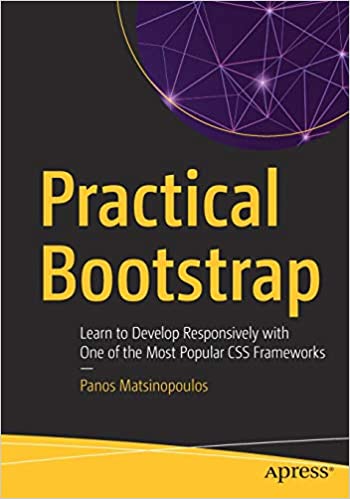 Practical
Bootstrap
Learn to Develop Responsively with
One of the Most Popular CSS Frameworks
—
Panos Matsinopoulos
Apress®